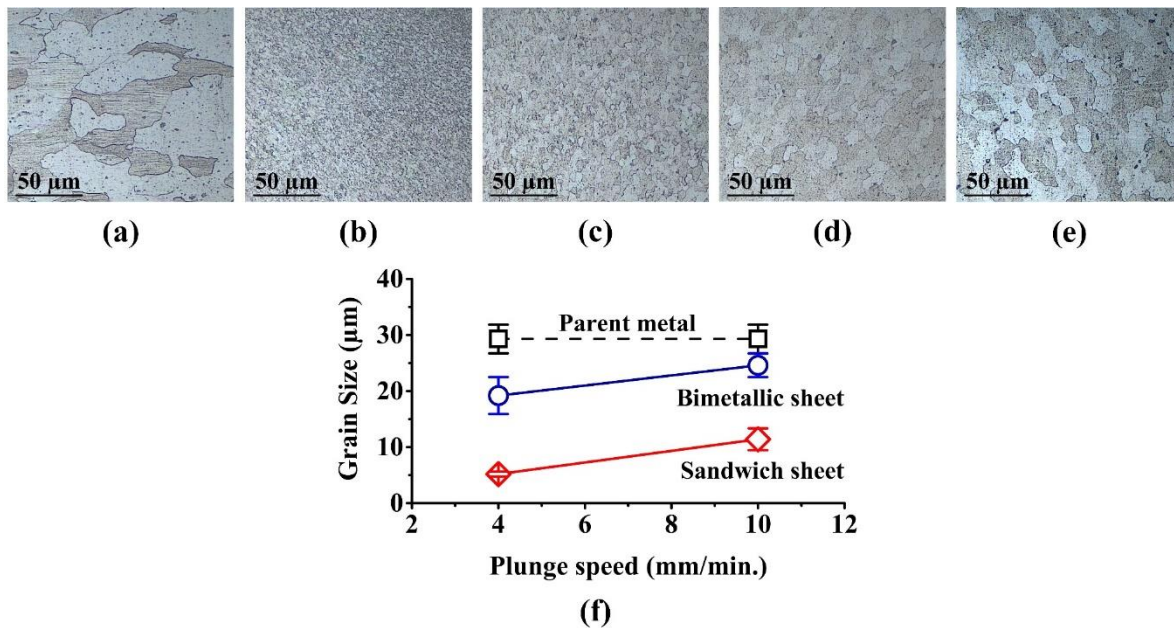 50 µm
50 µm
50 µm
50 µm
50 µm
(a)
(b)
(c)
(d)
(e)
40
30
20
10
0
Grain Size (µm)
Parent metal
Bimetallic sheet
Sandwich sheet
2
4
6
8
10
12
Plunge speed (mm/min.)
(f)